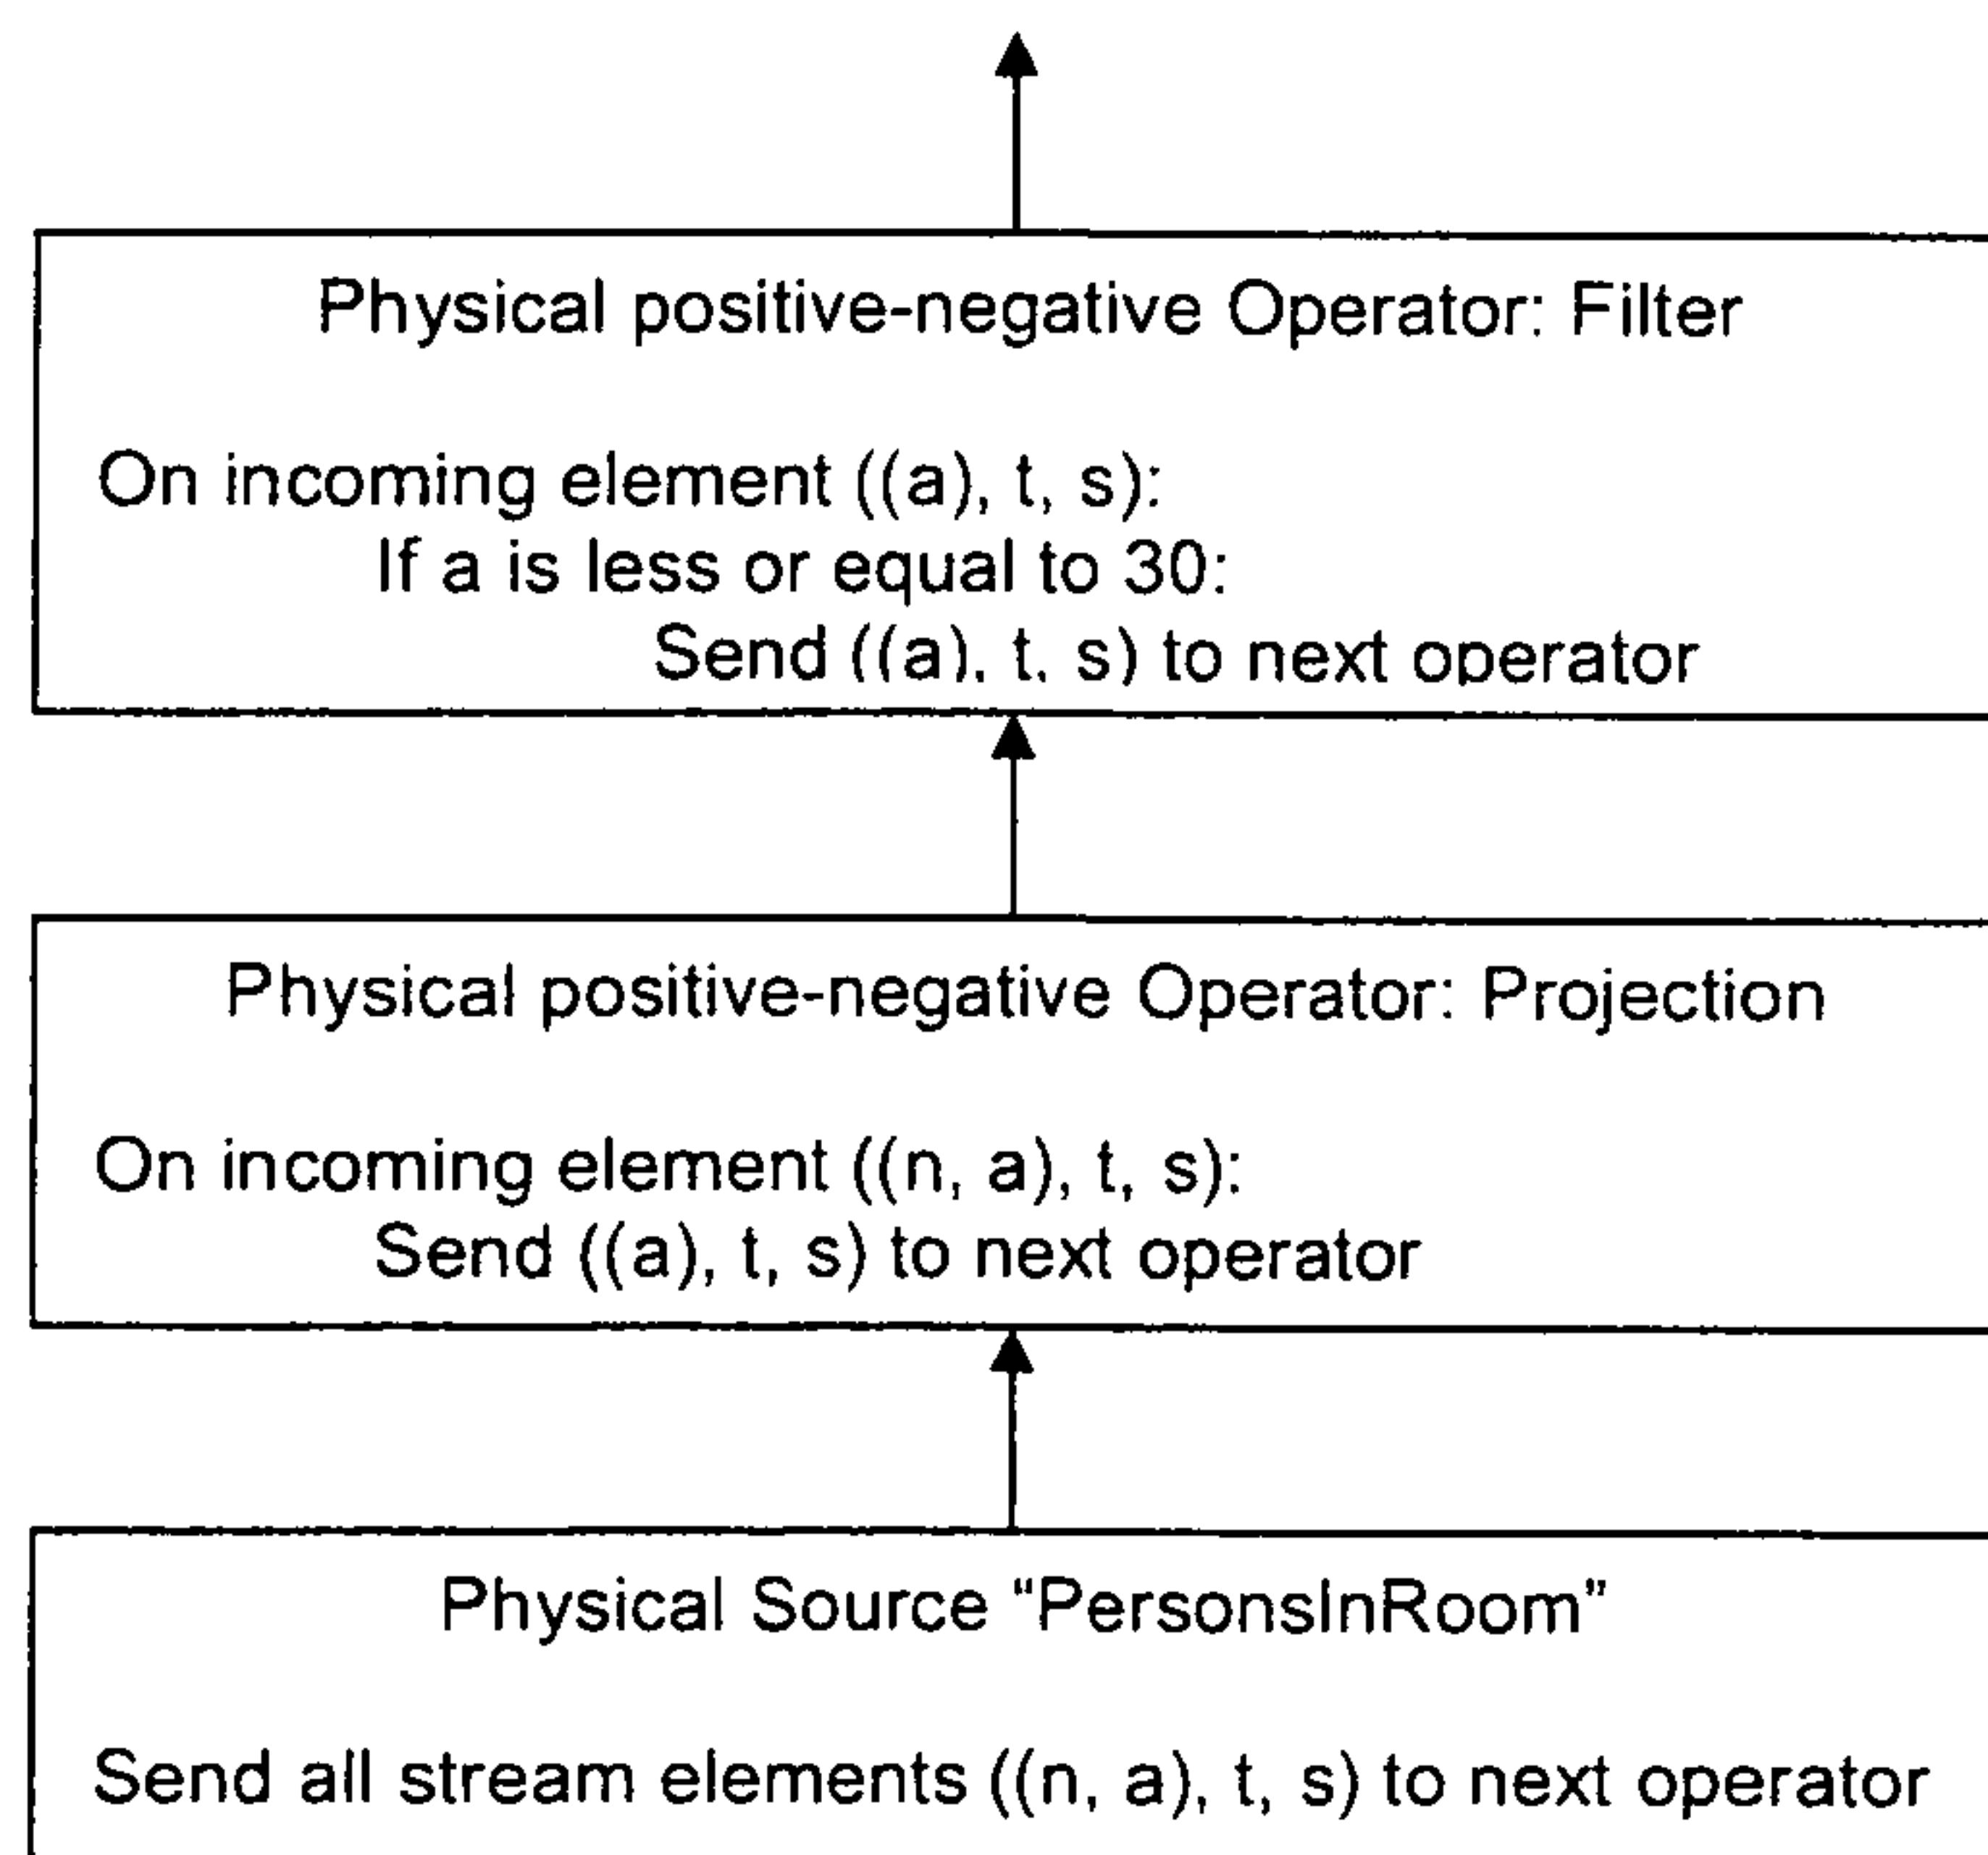 Physical positive-negative Operator: Filter
On incoming element ((a), t, s):
If a is less or equal to 30:
Send ((a), t, s) to next operator
Physical positive-negative Operator: Projection
On incoming element ((n, a), t, s):
Send ((a), t, s) to next operator
Physical Source “PersonsInRoom”
Send all stream elements ((n, a), t, s) to next operator